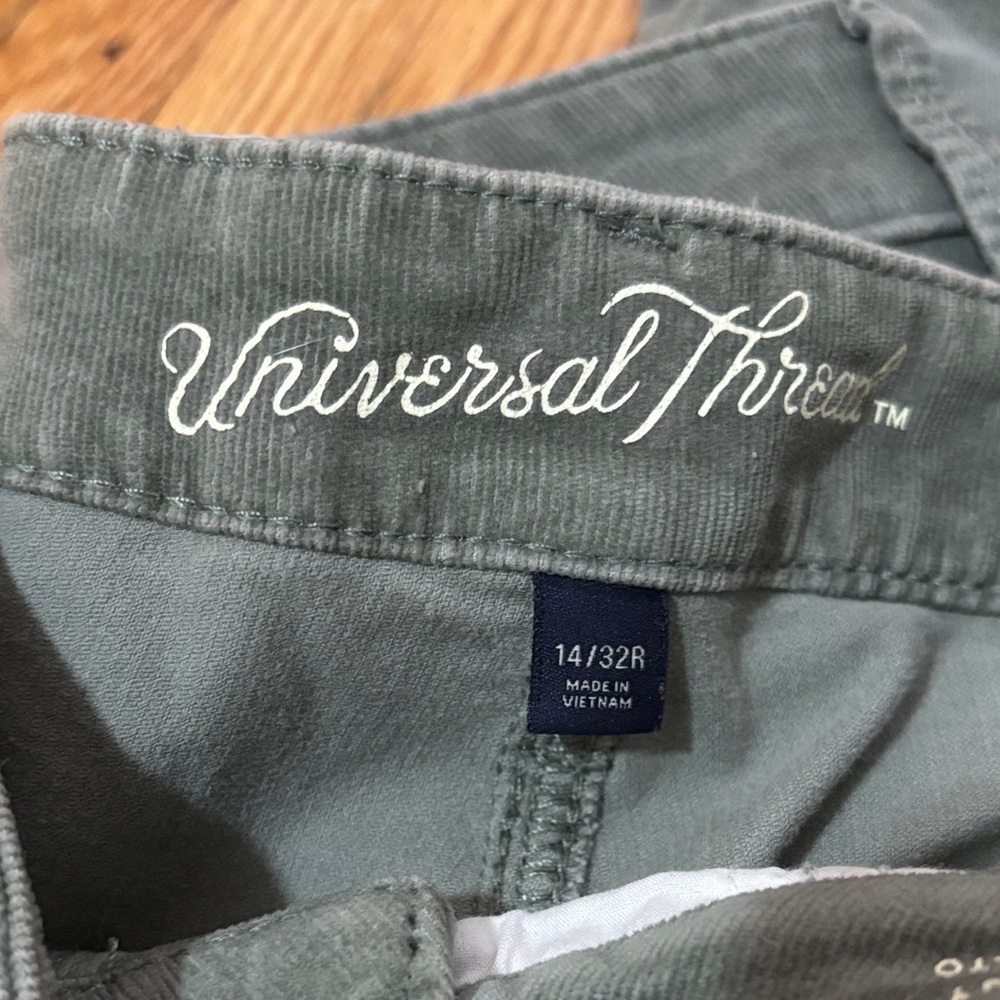 Universal Thread™
14/32R
MADE IN
VIETNAM